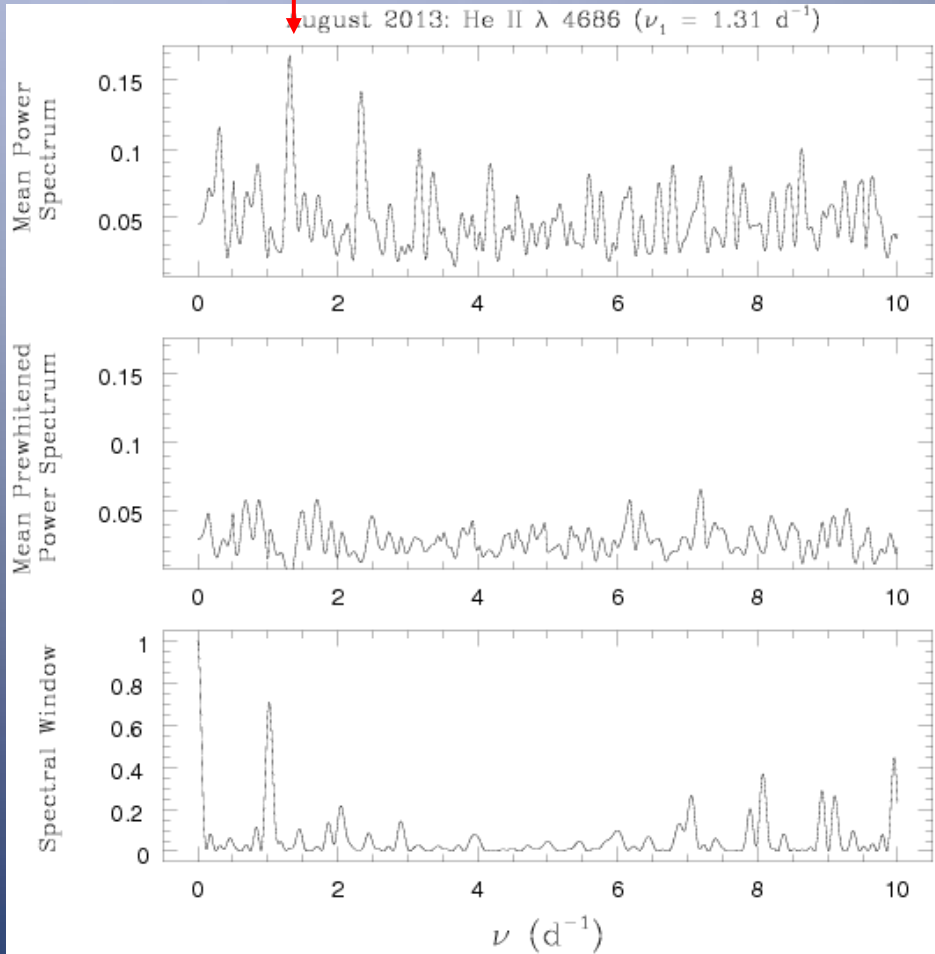 ugust 2013: He II λ 4686 (ν₁ = 1.31 d⁻¹)
Mean Power
Spectrum
0.15
0.1
0.05
0 2 4 6 8 10
Mean Prewhitened
Power Spectrum
0.15
0.1
0.05
0 2 4 6 8 10
Spectral Window
1
0.8
0.6
0.4
0.2
0
0 2 4 6 8 10
ν (d⁻¹)